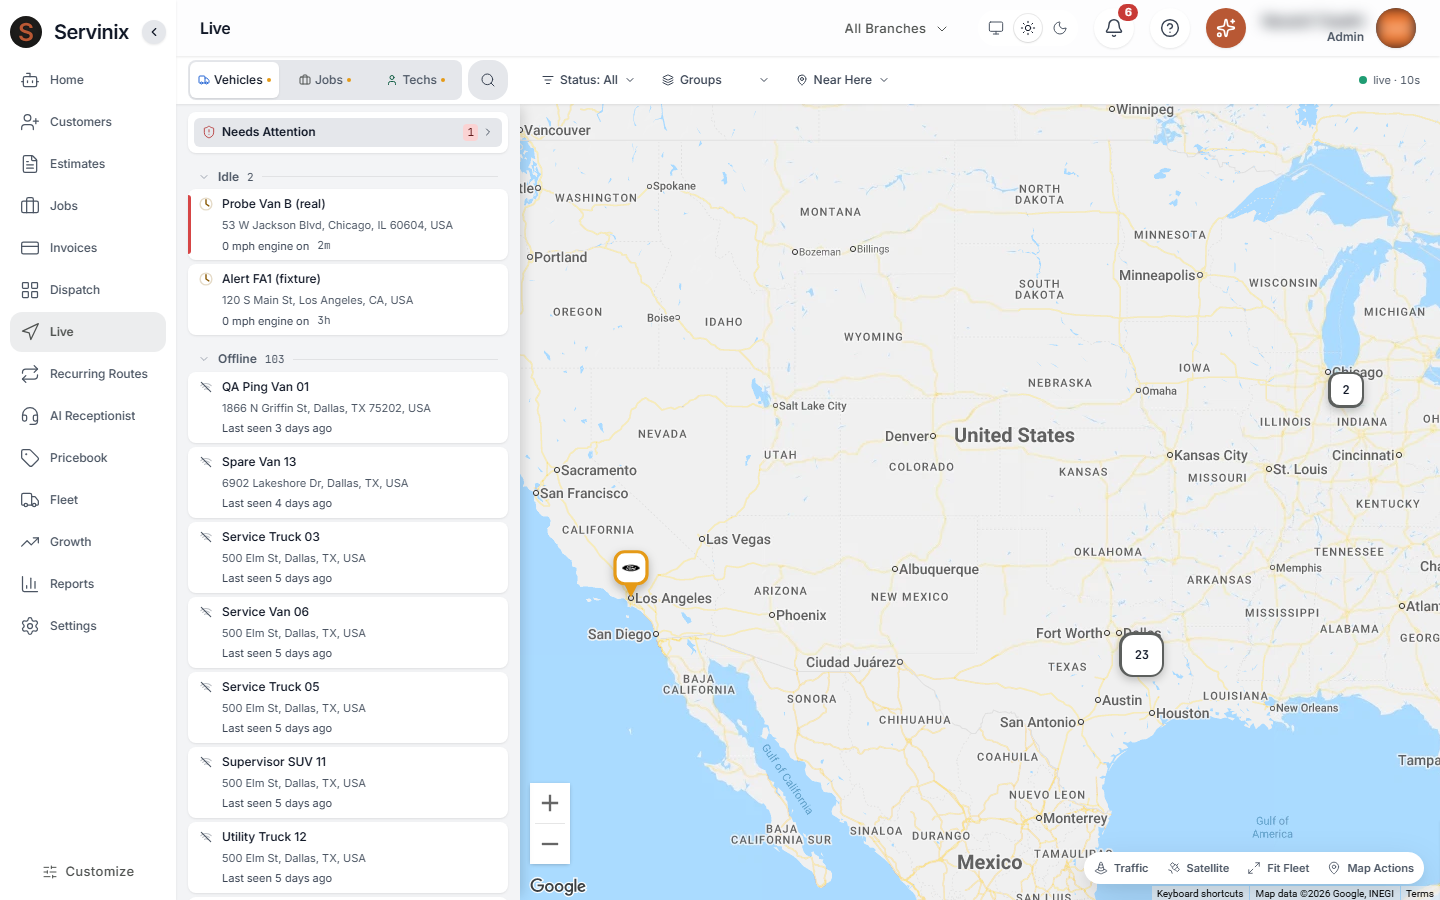 Servinix
Home
Customers
Estimates
Jobs
Invoices
Dispatch
Live
Recurring Routes
AI Receptionist
Pricebook
Fleet
Growth
Reports
Settings
Customize
Live
All Branches
6
Admin
Vehicles
Jobs
Techs
Status: All
Groups
Near Here
live · 10s
Needs Attention 1
Idle 2
Probe Van B (real)
53 W Jackson Blvd, Chicago, IL 60604, USA
0 mph engine on 2m
Alert FA1 (fixture)
120 S Main St, Los Angeles, CA, USA
0 mph engine on 3h
Offline 103
QA Ping Van 01
1866 N Griffin St, Dallas, TX 75202, USA
Last seen 3 days ago
Spare Van 13
6902 Lakeshore Dr, Dallas, TX, USA
Last seen 4 days ago
Service Truck 03
500 Elm St, Dallas, TX, USA
Last seen 5 days ago
Service Van 06
500 Elm St, Dallas, TX, USA
Last seen 5 days ago
Service Truck 05
500 Elm St, Dallas, TX, USA
Last seen 5 days ago
Supervisor SUV 11
500 Elm St, Dallas, TX, USA
Last seen 5 days ago
Utility Truck 12
500 Elm St, Dallas, TX, USA
Last seen 5 days ago
Winnipeg
Vancouver
tle
Spokane
WASHINGTON
NORTH
DAKOTA
MONTANA
MINNESOTA
Bozeman
Billings
Portland
Minneapolis
WISCONSIN
SOUTH
DAKOTA
OREGON
Boise
IDAHO
MICHIGAN
WYOMING
IOWA
Chicago
2
NEBRASKA
Omaha
Salt Lake City
ILLINOIS
INDIANA
OH
NEVADA
Denver
United States
UTAH
COLORADO
KANSAS
Kansas City
MISSOURI
St. Louis
Cincinnati
Sacramento
San Francisco
KENTUCKY
CALIFORNIA
Las Vegas
OKLAHOMA
TENNESSEE
Albuquerque
Memphis
Cha
ARKANSAS
Los Angeles
ARIZONA
NEW MEXICO
Phoenix
MISSISSIPPI
Atlan
San Diego
Fort Worth
Dallas
ALABAMA
GEORG
23
Ciudad Juárez
TEXAS
BAJA
CALIFORNIA
SONORA
Austin
LOUISIANA
Houston
New Orleans
CHIHUAHUA
San Antonio
Gulf of California
COAHUILA
Tampa
NUEVO LEON
Monterrey
BAJA
CALIFORNIA SUR
SINALOA
DURANGO
Gulf of
America
Mexico
TAMAULIPAS
SAN LUIS
Traffic
Satellite
Fit Fleet
Map Actions
Google
Keyboard shortcuts
Map data ©2026 Google, INEGI
Terms